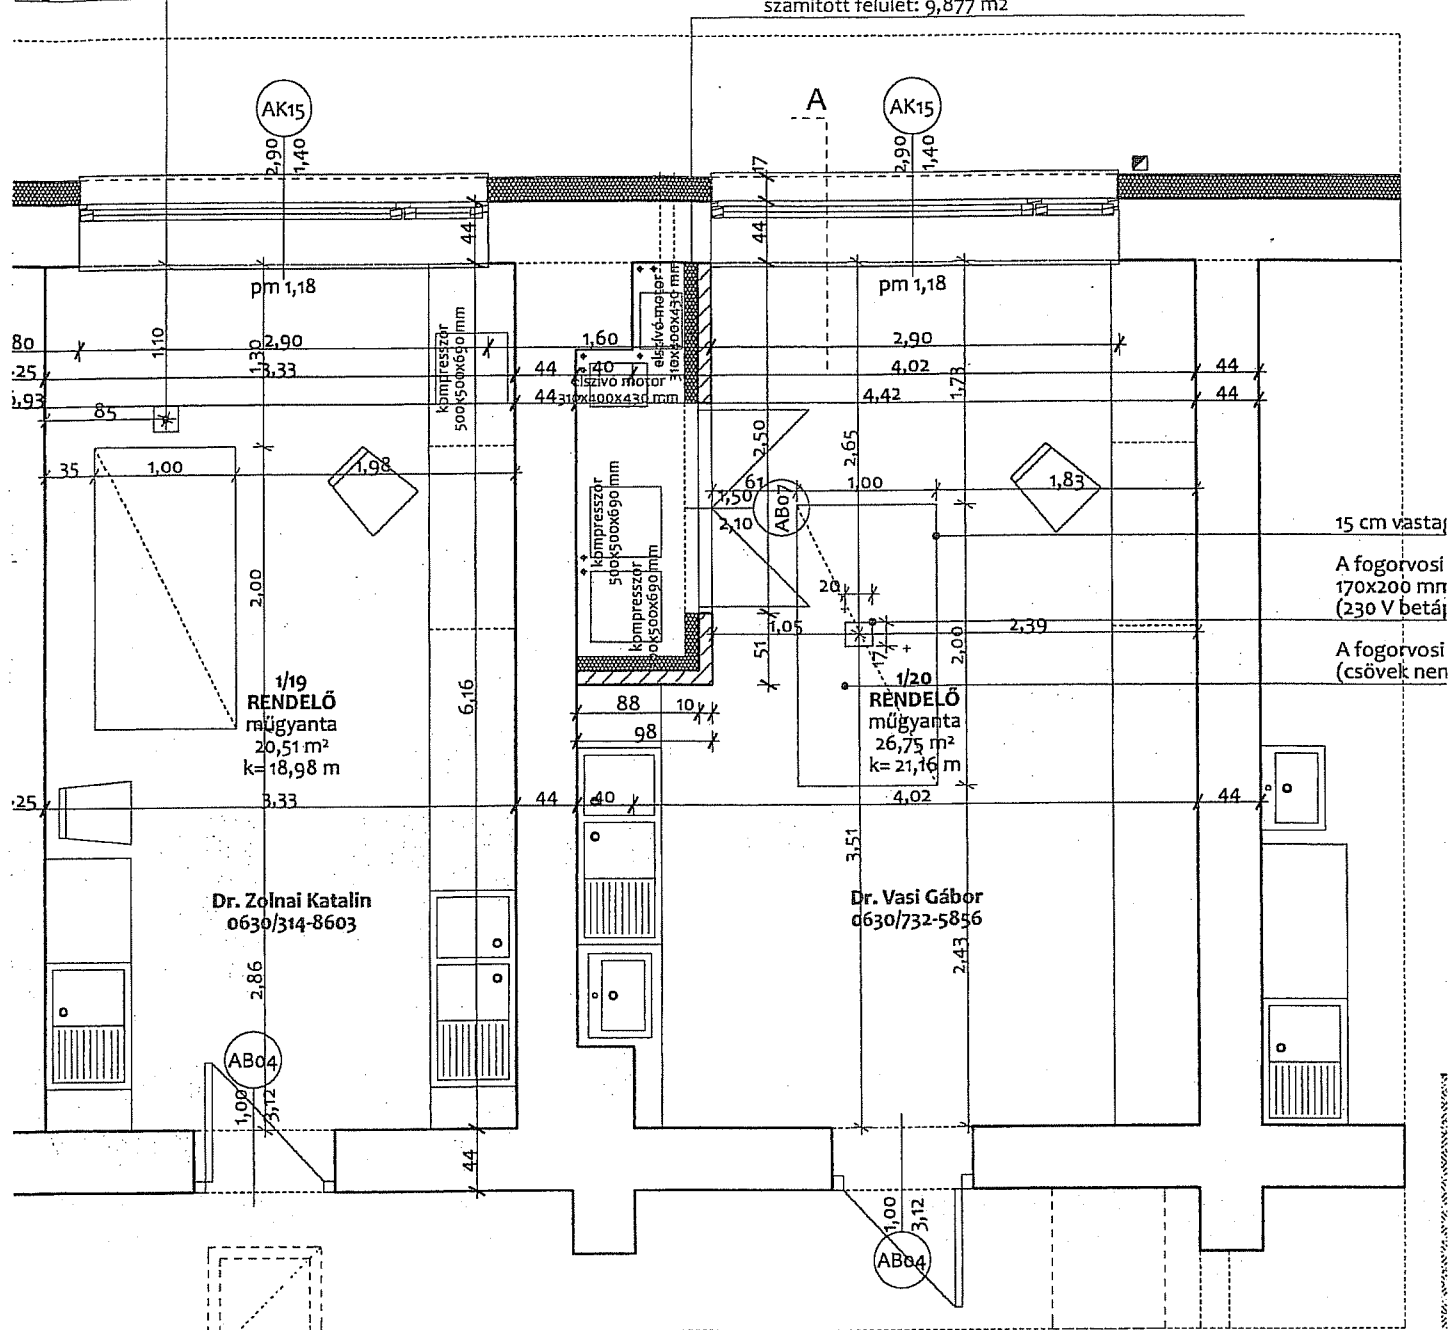 számított felület: 9,877 m2
AK15
2,90
1,40
A
AK15
2,90
1,40
17
44
44
pm 1,18
pm 1,18
80
2,90
1,60
2,90
1,10
1,30
3,33
44
40
4,02
1,73
44
44
4,42
44
85
kompresszor
500x500x690 mm
elszívó motor
310x400x430 mm
elszívó motor
310x400x430 mm
35
1,00
1,98
2,50
2,65
61
1,00
1,83
1,50
2,10
AB07
kompresszor
500x500x690 mm
kompresszor
15 cm vastag
A fogorvosi
170x200 mm
(230 V betáp
A fogorvosi
(csövek nem
2,00
20
1,05
51
17
2,39
2,00
1/19
RENDELŐ
műgyanta
20,51 m²
k= 18,98 m
6,16
88
10
98
1/20
RENDELŐ
műgyanta
26,75 m²
k= 21,16 m
25
3,33
44
40
4,02
44
3,51
Dr. Zolnai Katalin
0630/314-8603
Dr. Vasi Gábor
0630/732-5856
2,86
2,43
AB04
1,00
3,12
44
1,00
3,12
AB04